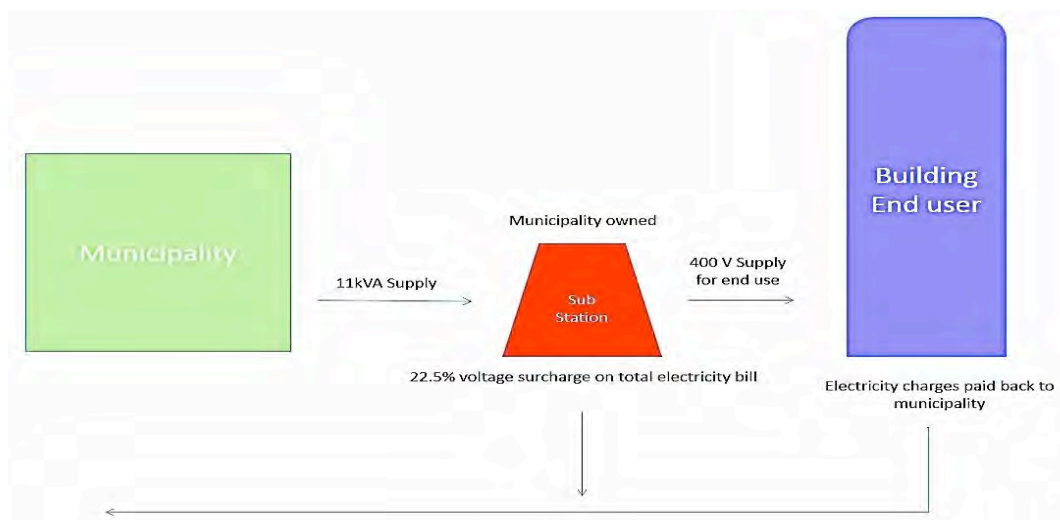 Municipality
11kVA Supply
Municipality owned
Sub
Station
22.5% voltage surcharge on total electricity bill
400 V Supply
for end use
Building
End user
Electricity charges paid back to
municipality